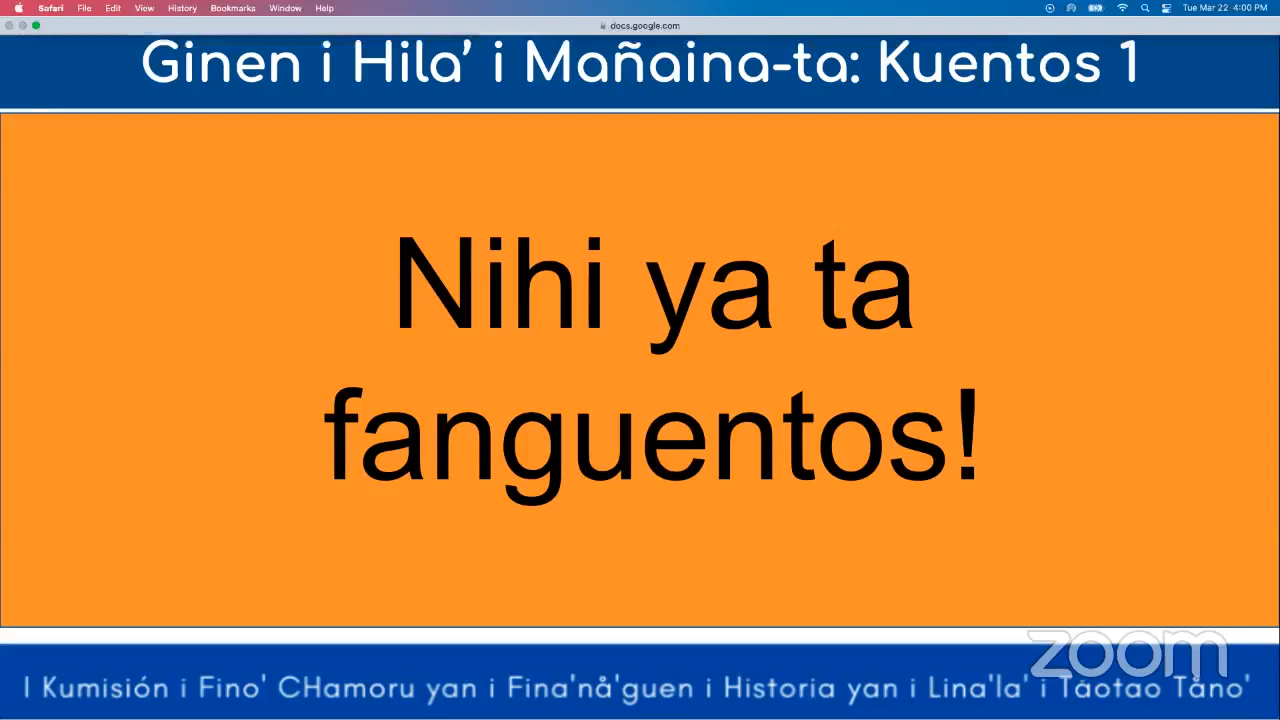 Safari File Edit View History Bookmarks Window Help Tue Mar 22 4:00 PM
docs.google.com
Ginen i Hila’ i Mañaina-ta: Kuentos 1
Nihi ya ta
fanguentos!
zoom
I Kumisión i Fino' CHamoru yan i Fina'nå'guen i Historia yan i Lina'la' i Tåotao Tåno'